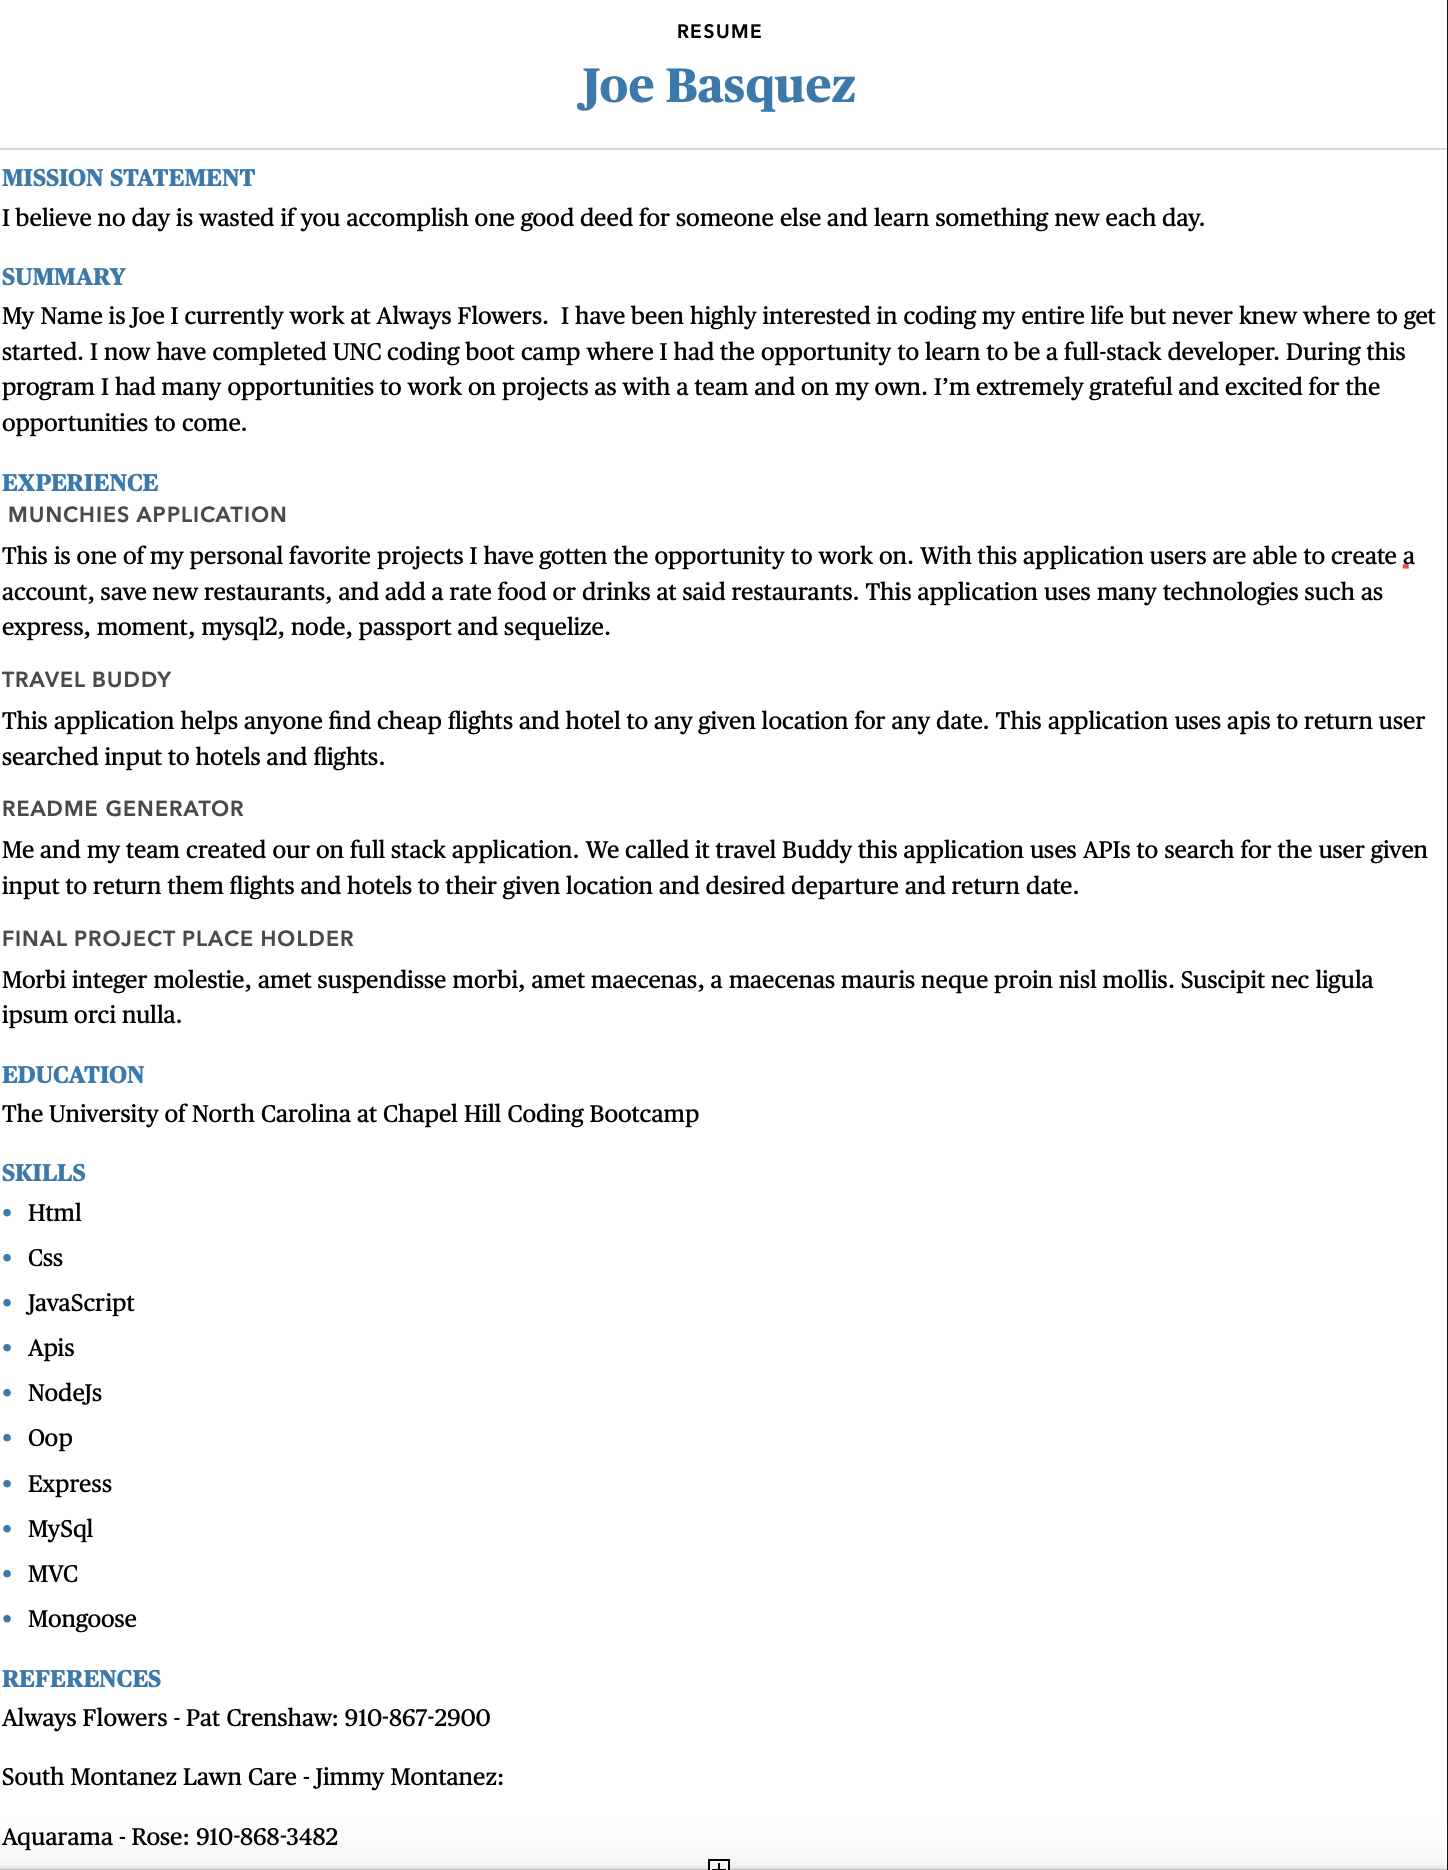 RESUME
Joe Basquez
MISSION STATEMENT
I believe no day is wasted if you accomplish one good deed for someone else and learn something new each day.
SUMMARY
My Name is Joe I currently work at Always Flowers.  I have been highly interested in coding my entire life but never knew where to get
started. I now have completed UNC coding boot camp where I had the opportunity to learn to be a full-stack developer. During this
program I had many opportunities to work on projects as with a team and on my own. I’m extremely grateful and excited for the
opportunities to come.
EXPERIENCE
MUNCHIES APPLICATION
This is one of my personal favorite projects I have gotten the opportunity to work on. With this application users are able to create a
account, save new restaurants, and add a rate food or drinks at said restaurants. This application uses many technologies such as
express, moment, mysql2, node, passport and sequelize.
TRAVEL BUDDY
This application helps anyone find cheap flights and hotel to any given location for any date. This application uses apis to return user
searched input to hotels and flights.
README GENERATOR
Me and my team created our on full stack application. We called it travel Buddy this application uses APIs to search for the user given
input to return them flights and hotels to their given location and desired departure and return date.
FINAL PROJECT PLACE HOLDER
Morbi integer molestie, amet suspendisse morbi, amet maecenas, a maecenas mauris neque proin nisl mollis. Suscipit nec ligula
ipsum orci nulla.
EDUCATION
The University of North Carolina at Chapel Hill Coding Bootcamp
SKILLS
• Html
• Css
• JavaScript
• Apis
• NodeJs
• Oop
• Express
• MySql
• MVC
• Mongoose
REFERENCES
Always Flowers - Pat Crenshaw: 910-867-2900
South Montanez Lawn Care - Jimmy Montanez:
Aquarama - Rose: 910-868-3482